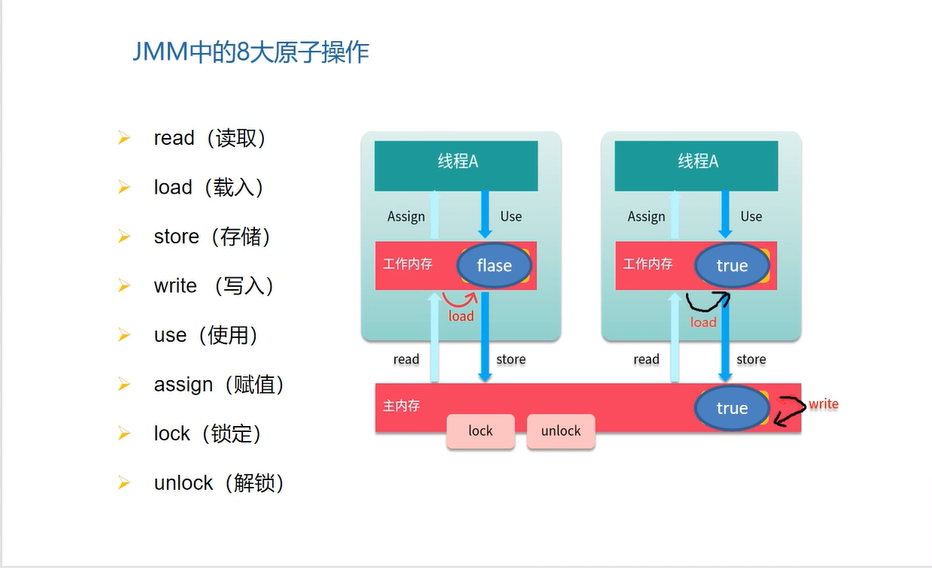 JMM中的8大原子操作
read（读取）
load（载入）
store（存储）
write （写入）
use（使用）
assign（赋值）
lock（锁定）
unlock（解锁）
线程A
Assign
Use
工作内存
flase
load
read
store
线程A
Assign
Use
工作内存
true
load
read
store
主内存
true
write
lock
unlock